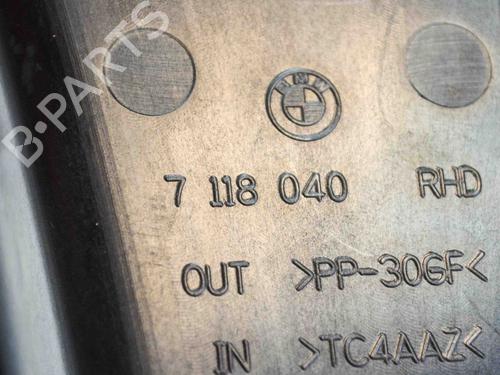 B·PARTS
BMW
7 118 040 RHD
OUT >PP-30GF<
IN >TC4AAZ<